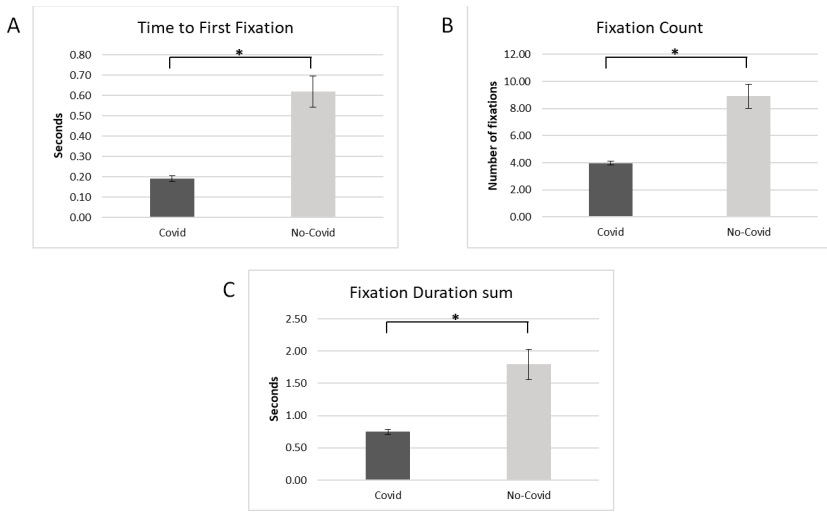 A
Time to First Fixation
*
Seconds
0.80
0.70
0.60
0.50
0.40
0.30
0.20
0.10
0.00
Covid No-Covid
B
Fixation Count
*
Number of fixations
12.00
10.00
8.00
6.00
4.00
2.00
0.00
Covid No-Covid
C
Fixation Duration sum
*
Seconds
2.50
2.00
1.50
1.00
0.50
0.00
Covid No-Covid